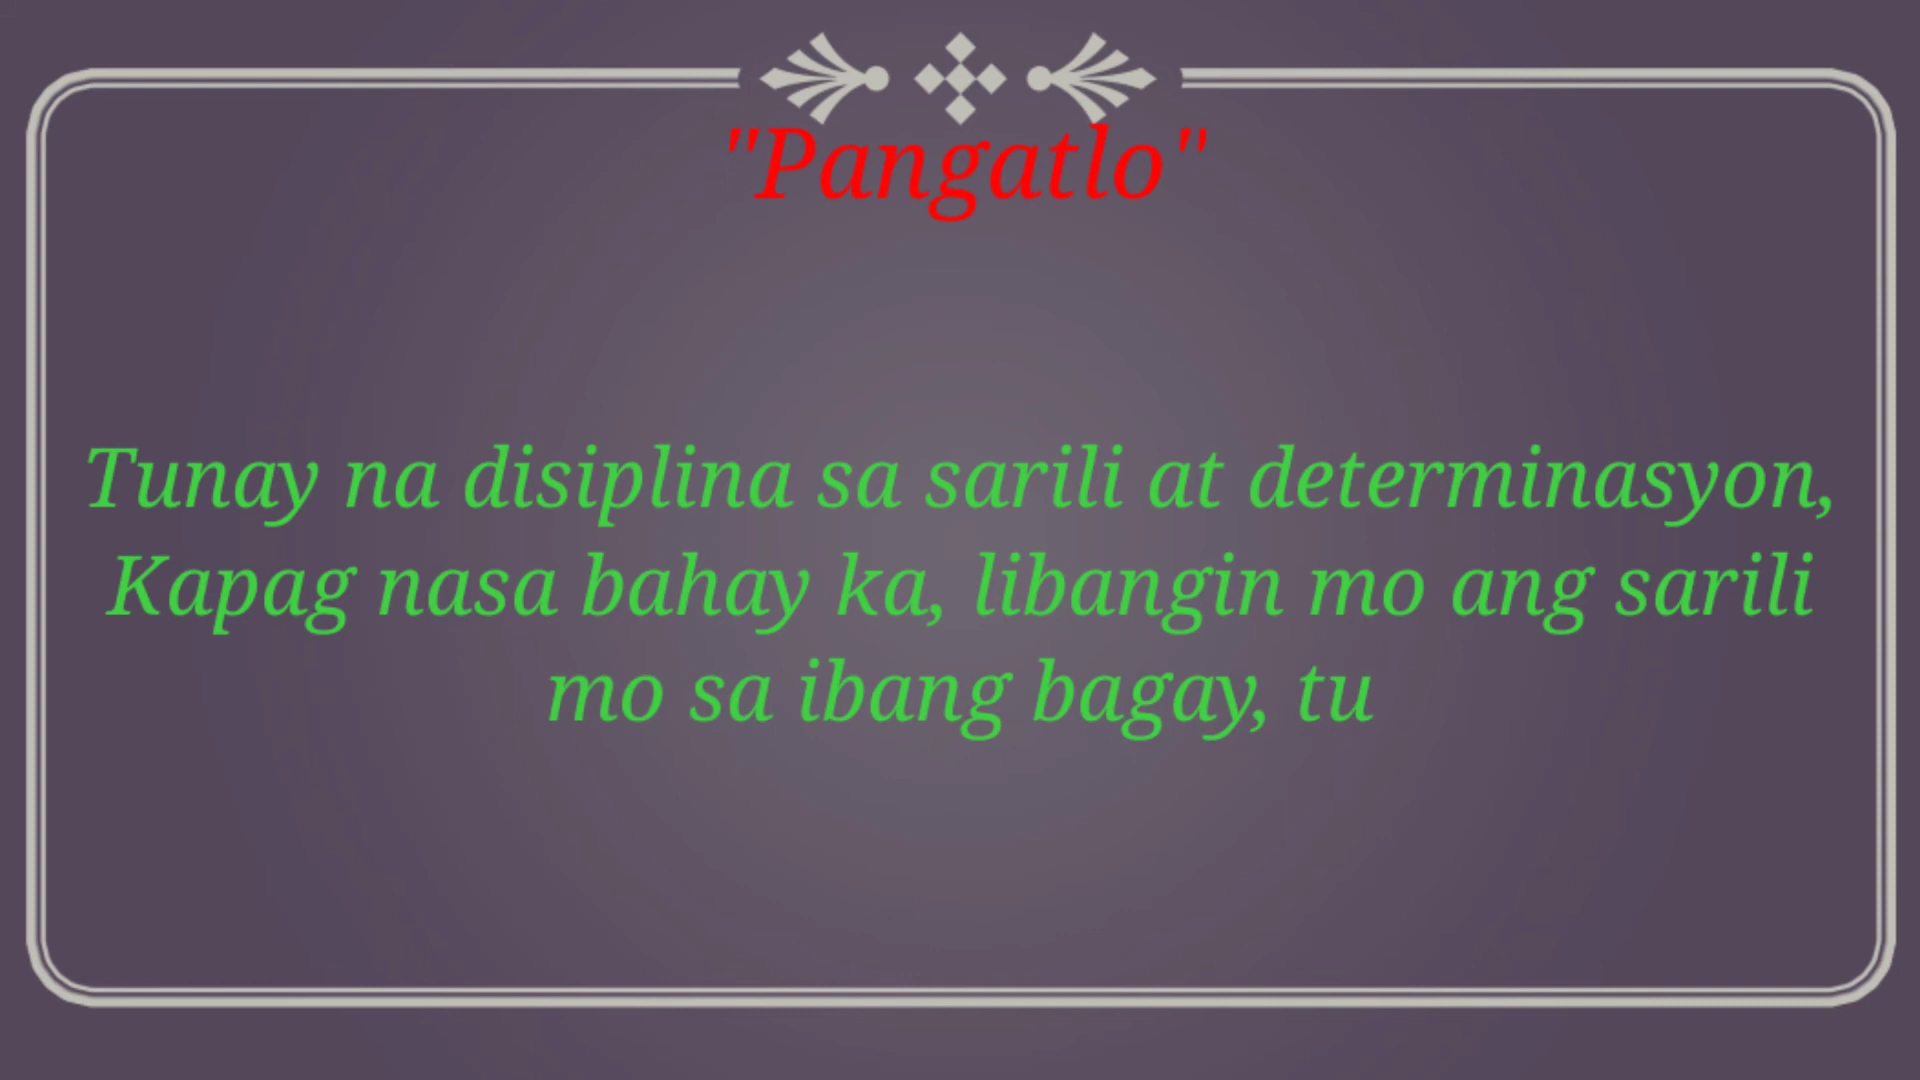 "Pangatlo"
Tunay na disiplina sa sarili at determinasyon,
Kapag nasa bahay ka, libangin mo ang sarili
mo sa ibang bagay, tu